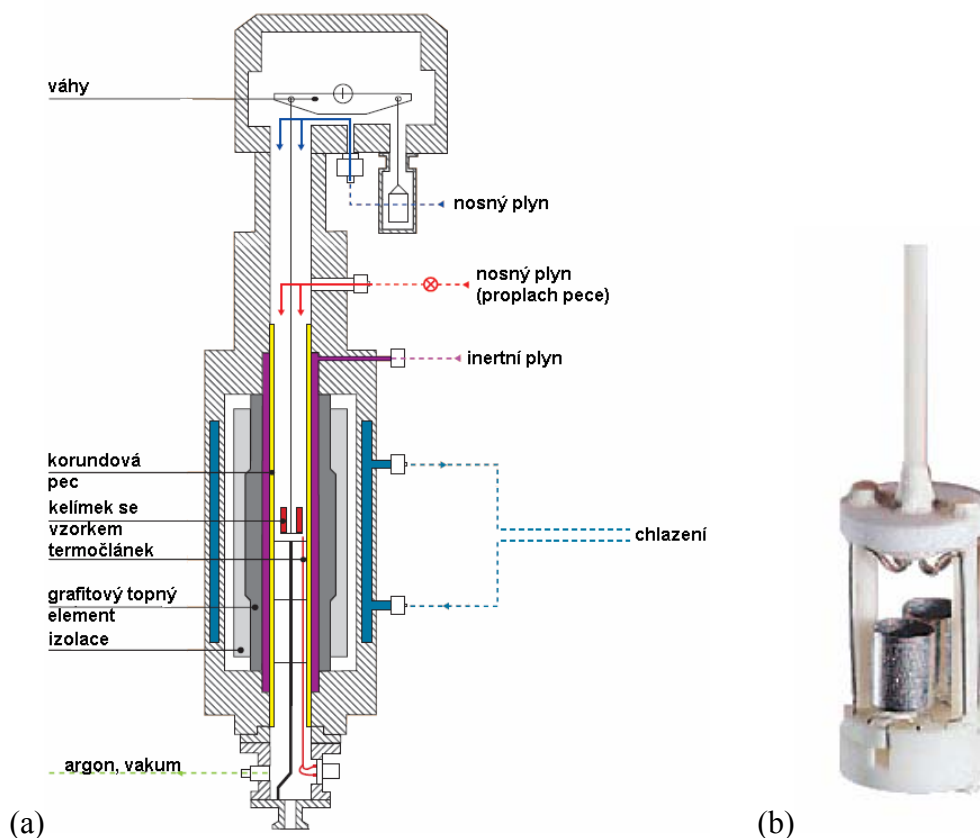 váhy
nosný plyn
nosný plyn
(proplach pece)
inertní plyn
korundová
pec
kelímek se
vzorkem
termočlánek
chlazení
grafitový topný
element
izolace
argon, vakum
(a)
(b)